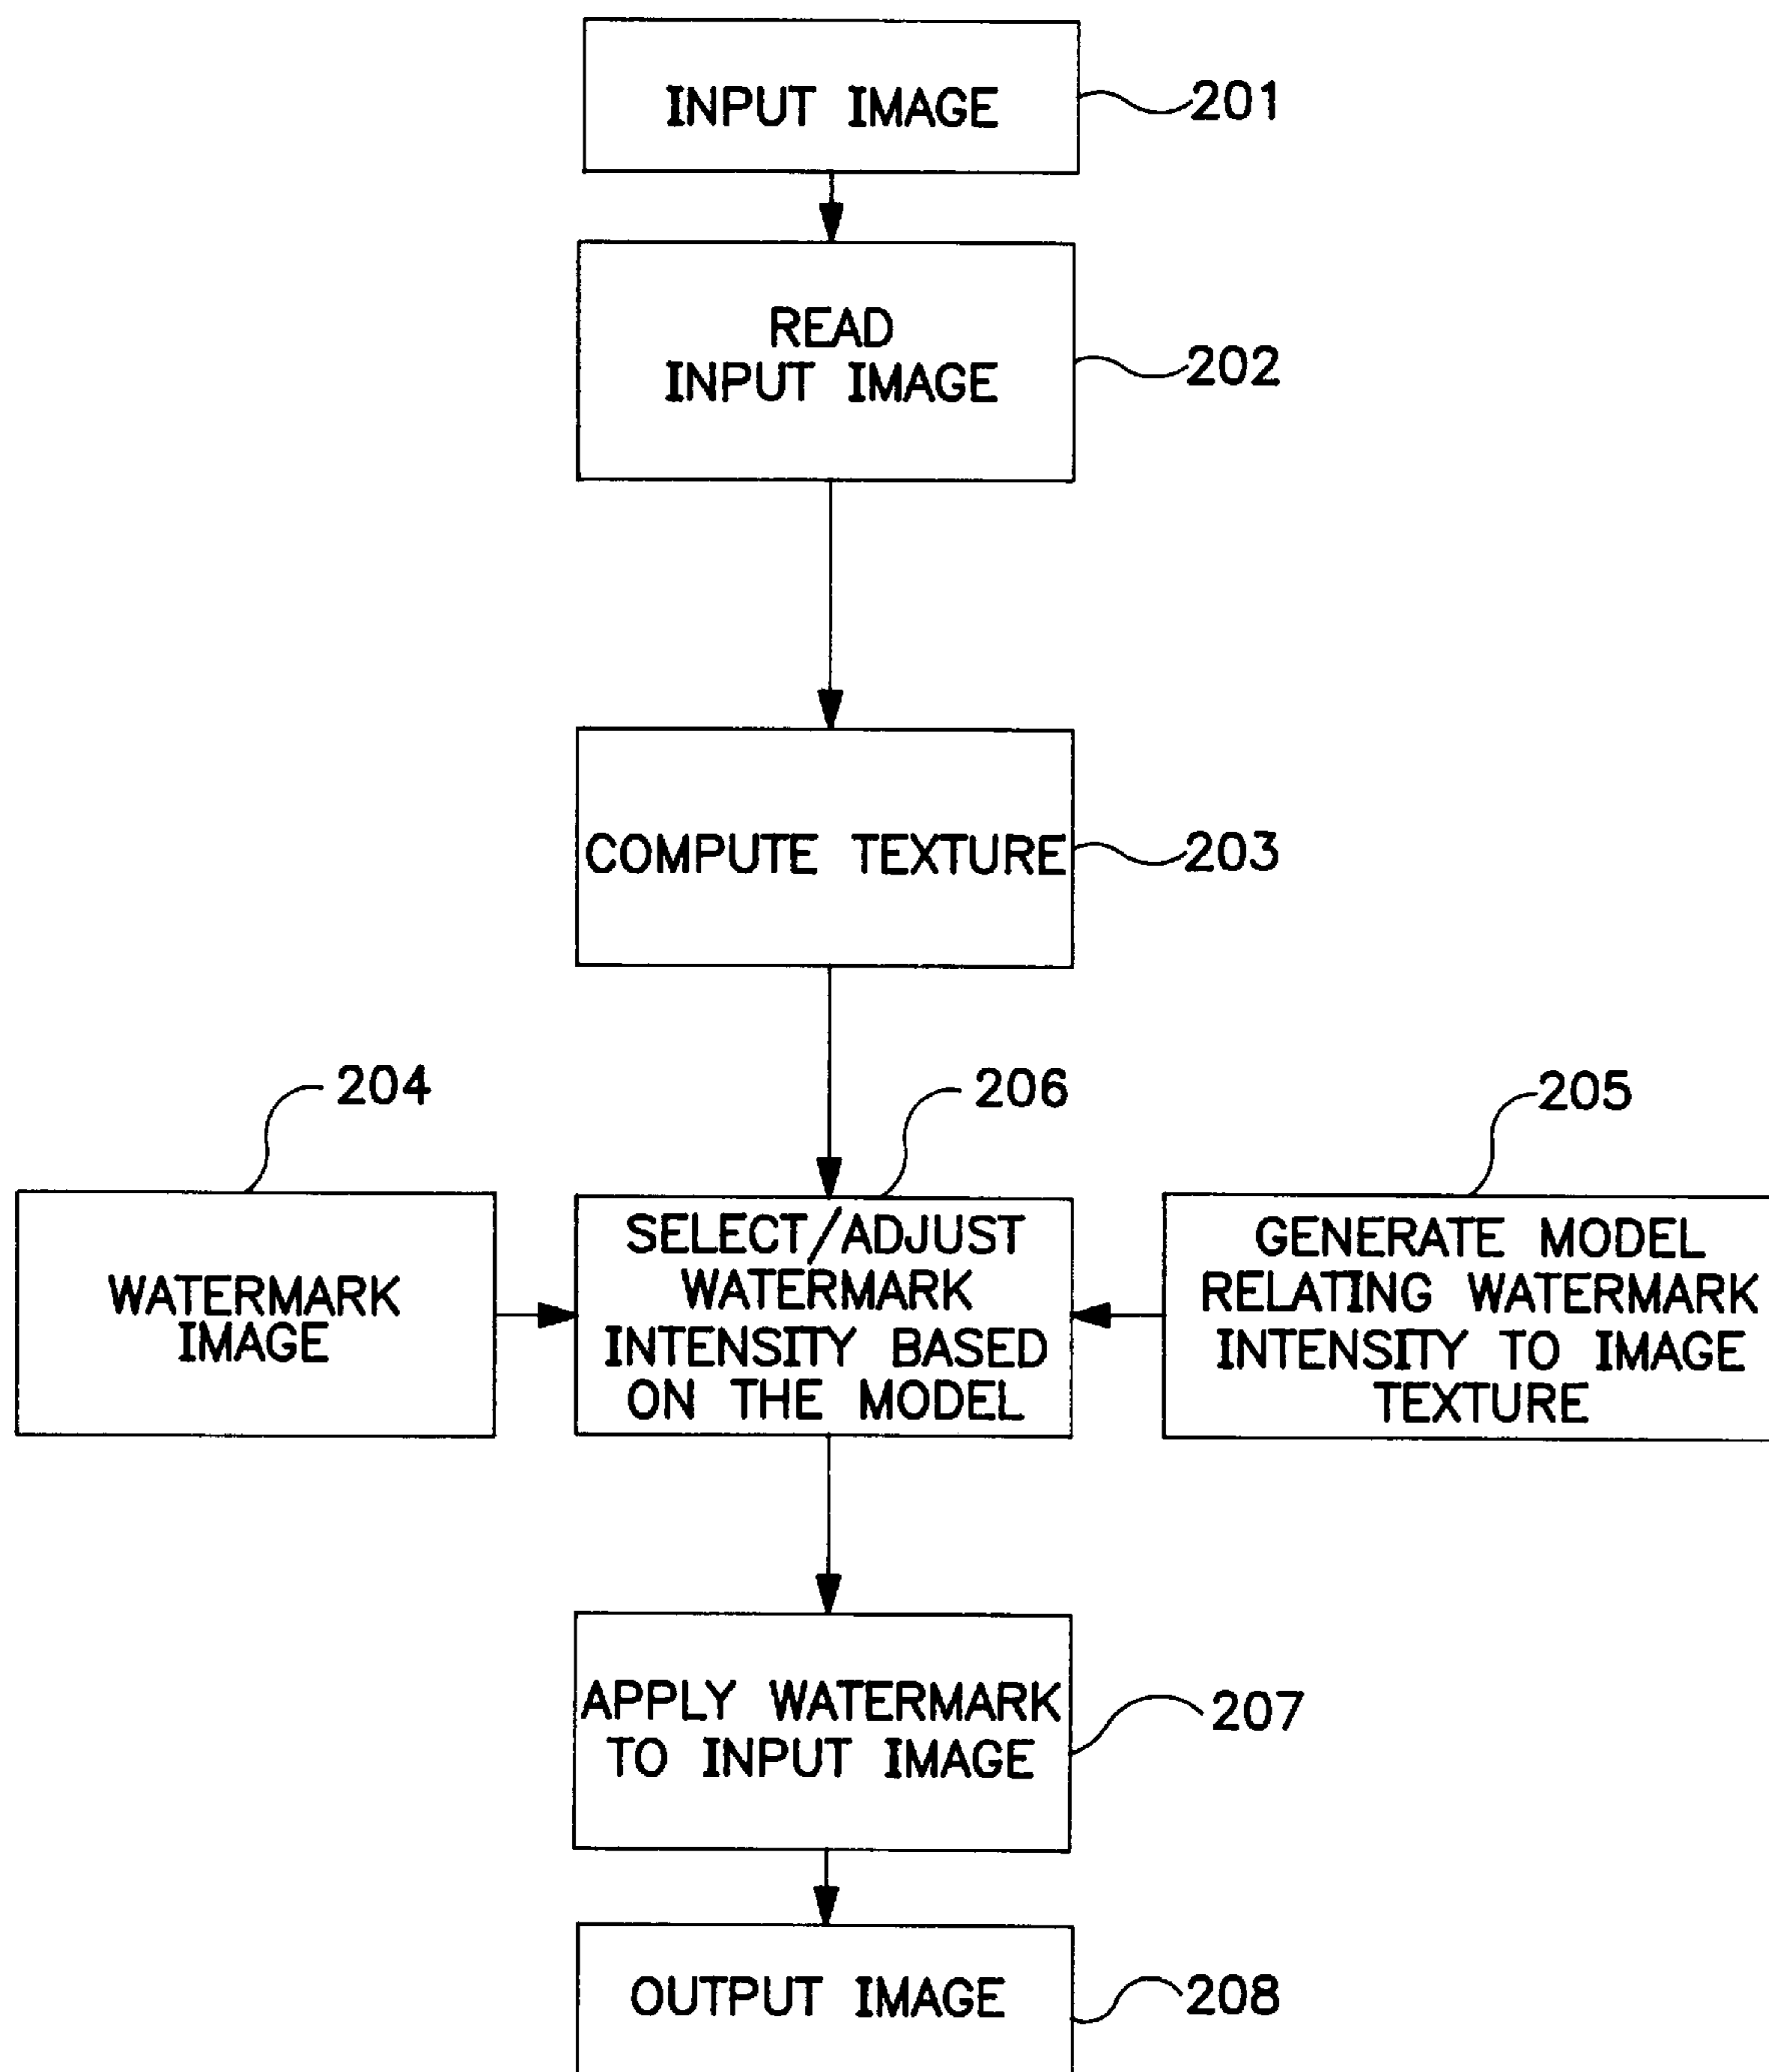 INPUT IMAGE
201
READ
INPUT IMAGE
202
COMPUTE TEXTURE
203
204
206
205
WATERMARK
IMAGE
SELECT/ADJUST
WATERMARK
INTENSITY BASED
ON THE MODEL
GENERATE MODEL
RELATING WATERMARK
INTENSITY TO IMAGE
TEXTURE
APPLY WATERMARK
TO INPUT IMAGE
207
OUTPUT IMAGE
208